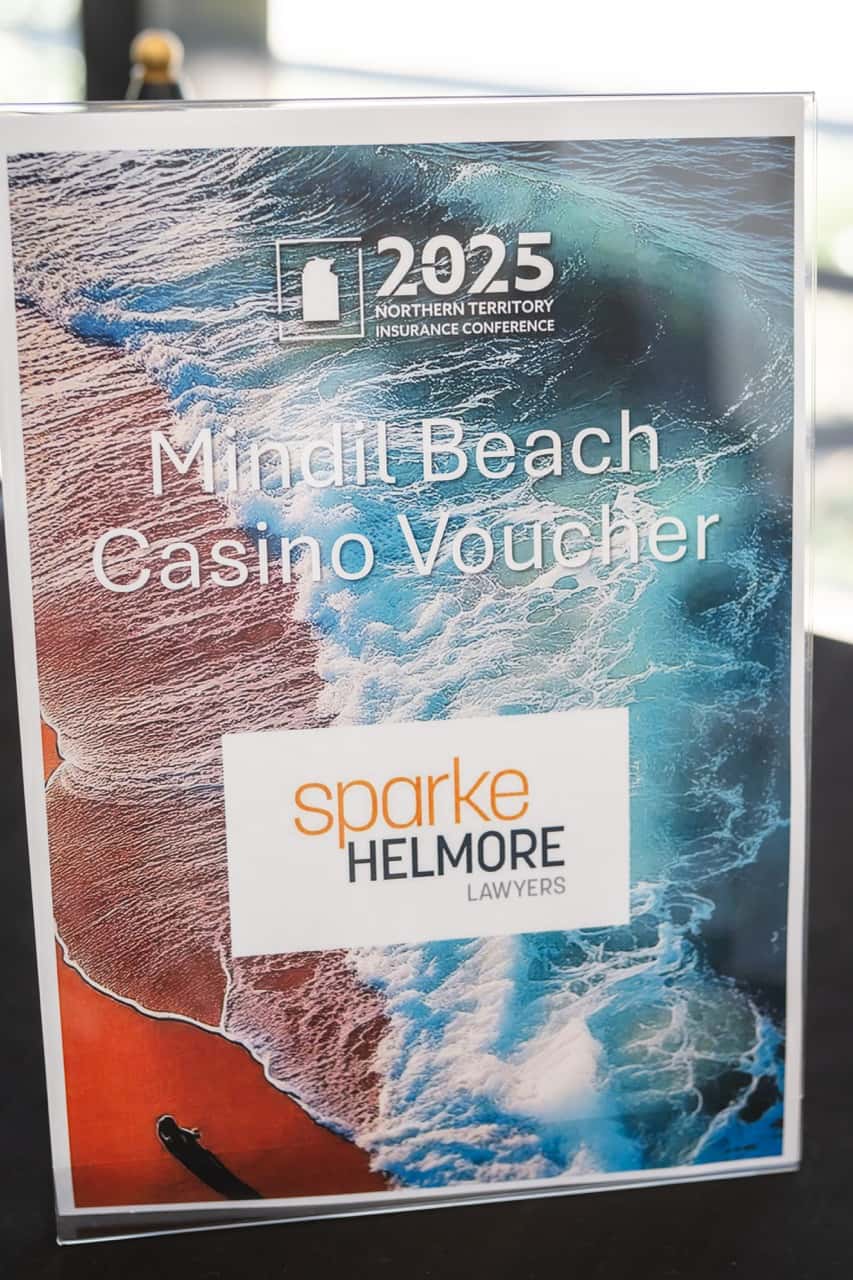 2025
NORTHERN TERRITORY
INSURANCE CONFERENCE
Mindil Beach
Casino Voucher
sparke
HELMORE
LAWYERS